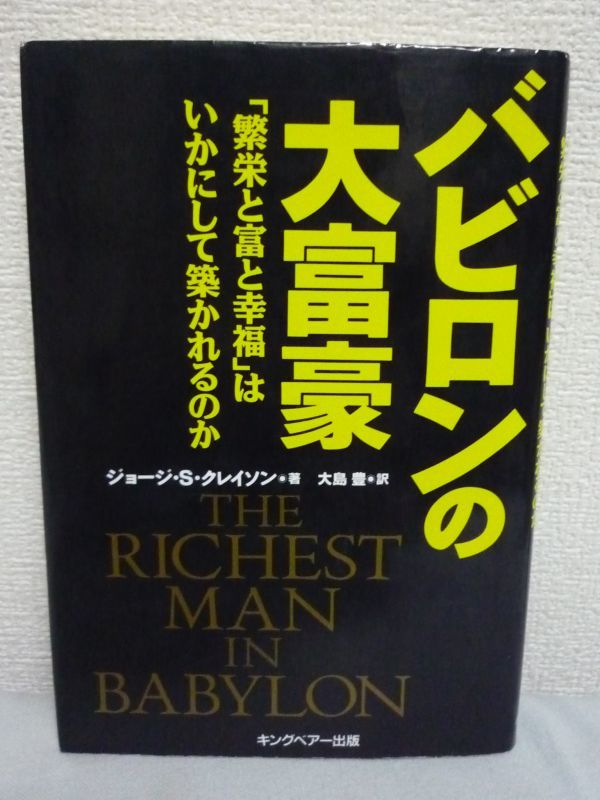 バビロンの
大富豪
「繁栄と富と幸福」は
いかにして築かれるのか
ジョージ・S・クレイソン◉著 大島 豊◉訳
THE
RICHEST
MAN
IN
BABYLON
キングベアー出版